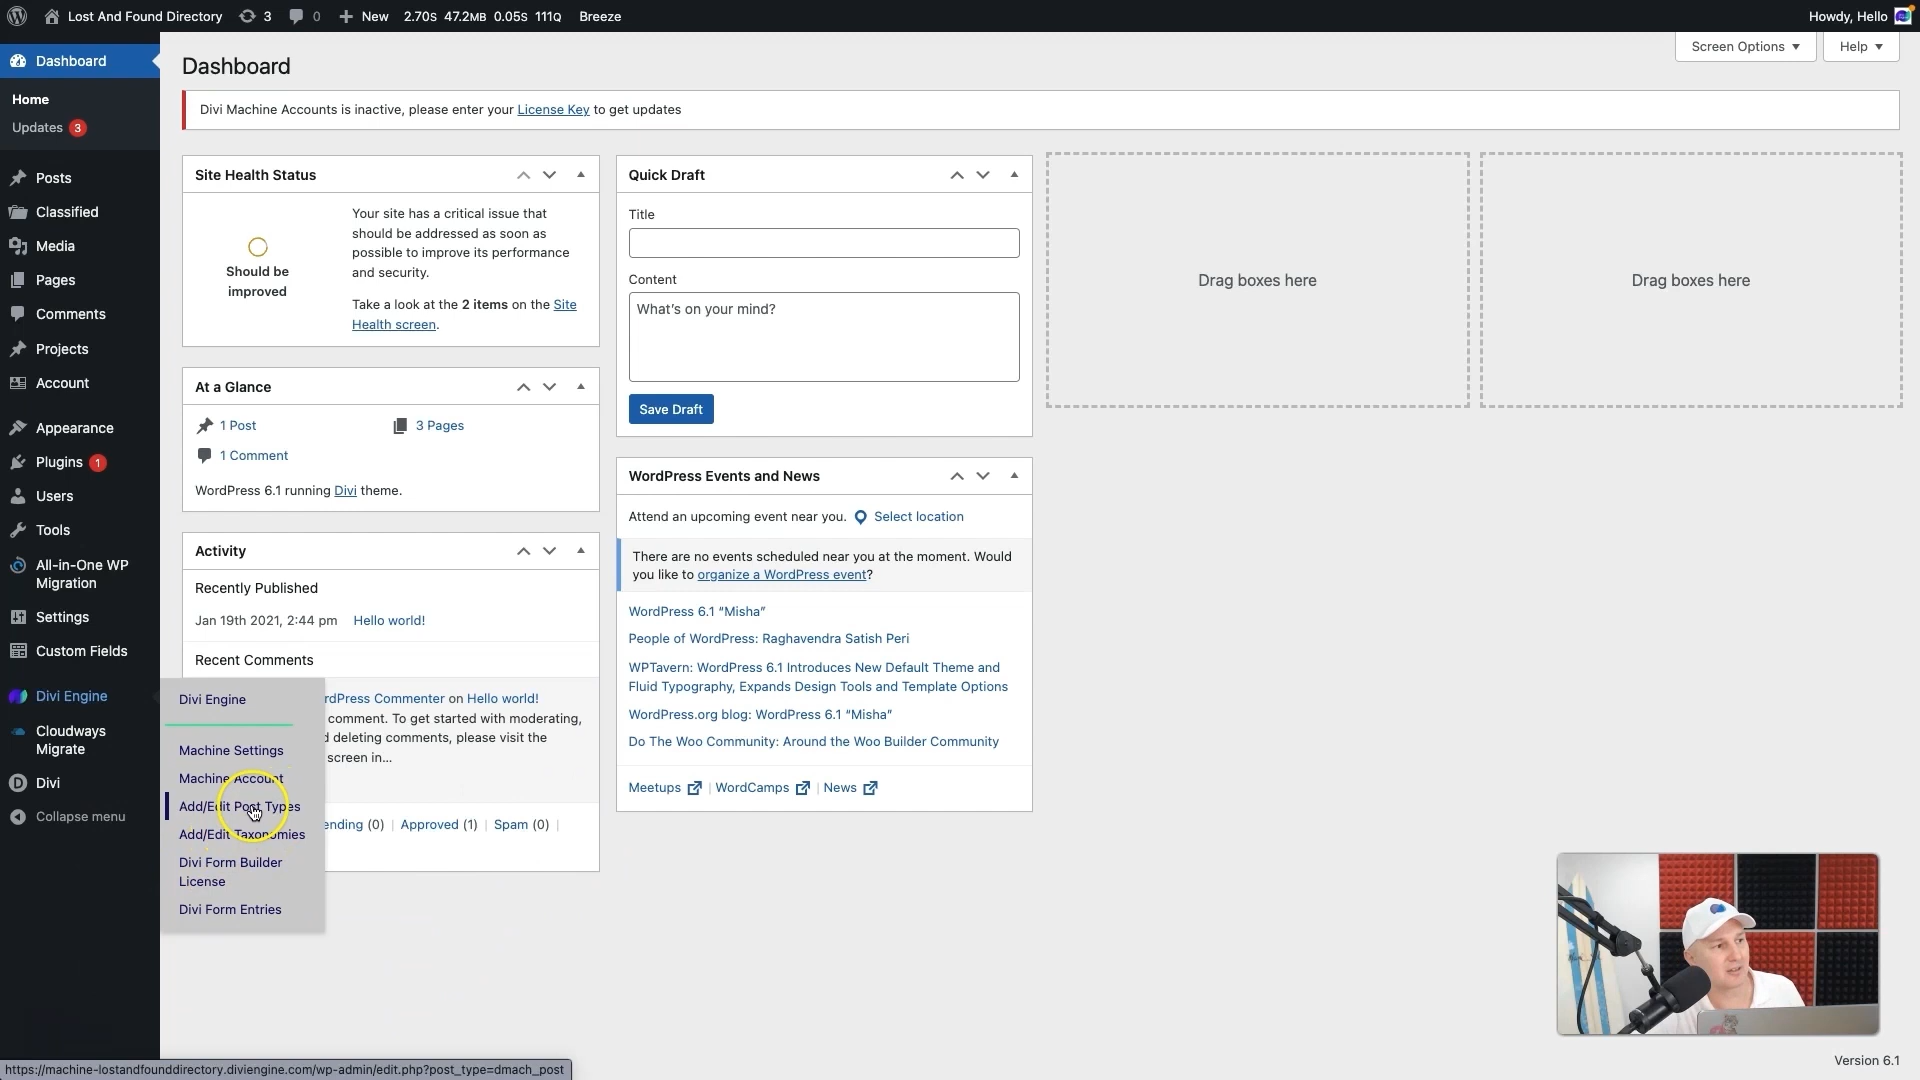 Lost And Found Directory 3 0 New 2.70S 47.2MB 0.05S 111Q Breeze Howdy, Hello
Screen Options Help
Dashboard
Home
Updates 3
Posts
Classified
Media
Pages
Comments
Projects
Account
Appearance
Plugins 1
Users
Tools
All-in-One WP
Migration
Settings
Custom Fields
Divi Engine
Cloudways
Migrate
Divi
Collapse menu
Dashboard
Divi Machine Accounts is inactive, please enter your License Key to get updates
Site Health Status
Should be
improved
Your site has a critical issue that
should be addressed as soon as
possible to improve its performance
and security.
Take a look at the 2 items on the Site
Health screen.
At a Glance
1 Post 3 Pages
1 Comment
WordPress 6.1 running Divi theme.
Activity
Recently Published
Jan 19th 2021, 2:44 pm Hello world!
Recent Comments
rdPress Commenter on Hello world!
comment. To get started with moderating,
d deleting comments, please visit the
screen in...
ending (0) | Approved (1) | Spam (0) |
Divi Engine
Machine Settings
Machine Account
Add/Edit Post Types
Add/Edit Taxonomies
Divi Form Builder
License
Divi Form Entries
Quick Draft
Title
Content
What's on your mind?
Save Draft
WordPress Events and News
Attend an upcoming event near you. Select location
There are no events scheduled near you at the moment. Would
you like to organize a WordPress event?
WordPress 6.1 “Misha”
People of WordPress: Raghavendra Satish Peri
WPTavern: WordPress 6.1 Introduces New Default Theme and
Fluid Typography, Expands Design Tools and Template Options
WordPress.org blog: WordPress 6.1 “Misha”
Do The Woo Community: Around the Woo Builder Community
Meetups | WordCamps | News
Drag boxes here
Drag boxes here
Version 6.1
https://machine-lostandfounddirectory.diviengine.com/wp-admin/edit.php?post_type=dmach_post